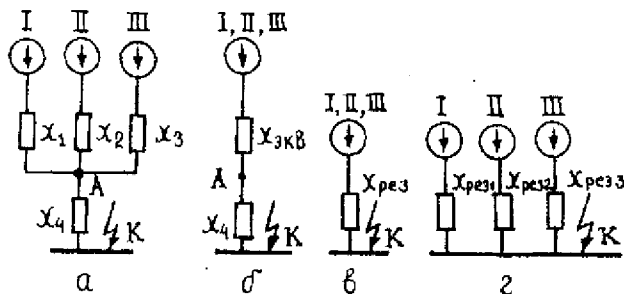 I II III
x₁ x₂ x₃
A
x₄ K
а
I, II, III
xэкв
A
x₄ K
б
I, II, III
xрез
K
в
I II III
xрез1 xрез2 xрез3
K
г